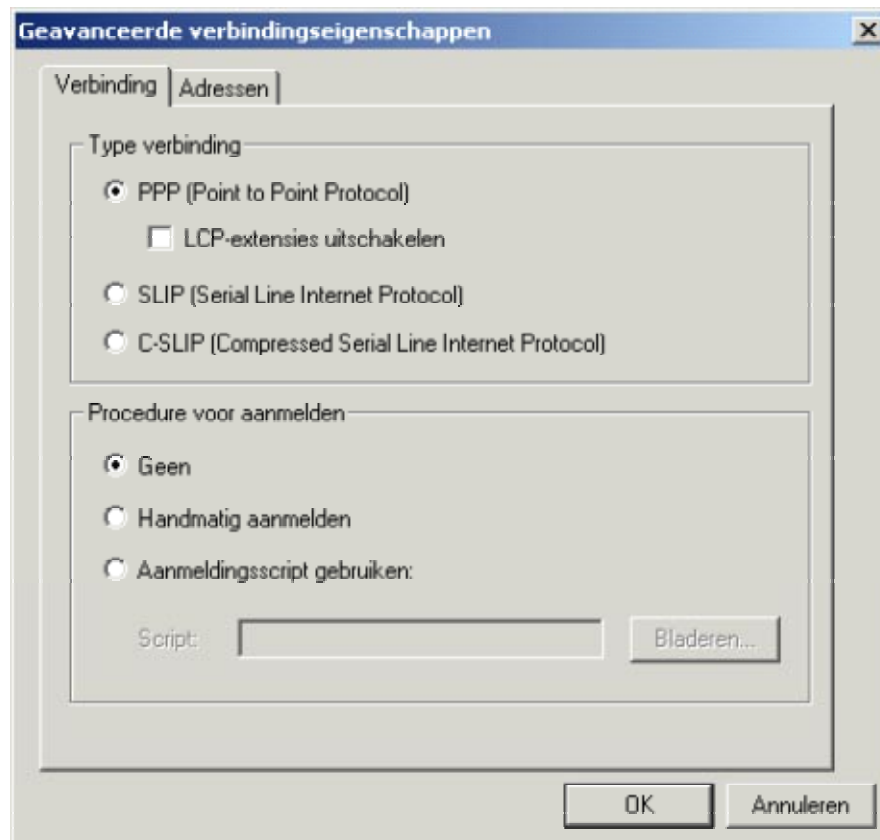 Geavanceerde verbindingseigenschappen
Verbinding
Adressen
Type verbinding
PPP (Point to Point Protocol)
LCP-extensies uitschakelen
SLIP (Serial Line Internet Protocol)
C-SLIP (Compressed Serial Line Internet Protocol)
Procedure voor aanmelden
Geen
Handmatig aanmelden
Aanmeldingsscript gebruiken:
Script:
Bladeren...
OK
Annuleren